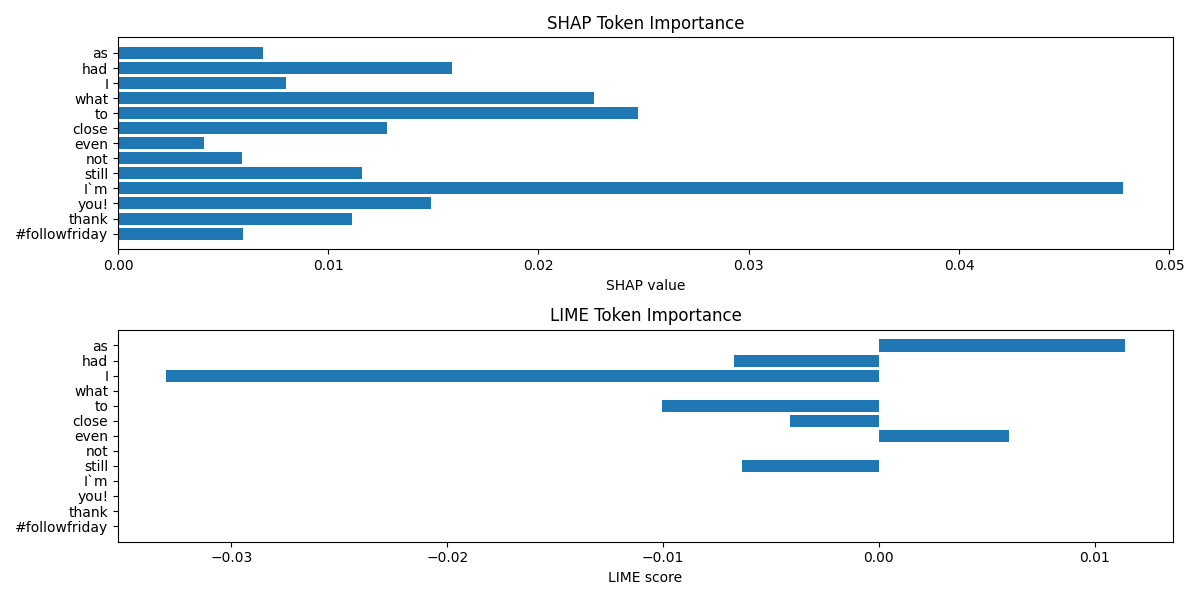 SHAP Token Importance
as
had
I
what
to
close
even
not
still
I`m
you!
thank
#followfriday
0.00 0.01 0.02 0.03 0.04 0.05
SHAP value
LIME Token Importance
as
had
I
what
to
close
even
not
still
I`m
you!
thank
#followfriday
−0.03 −0.02 −0.01 0.00 0.01
LIME score